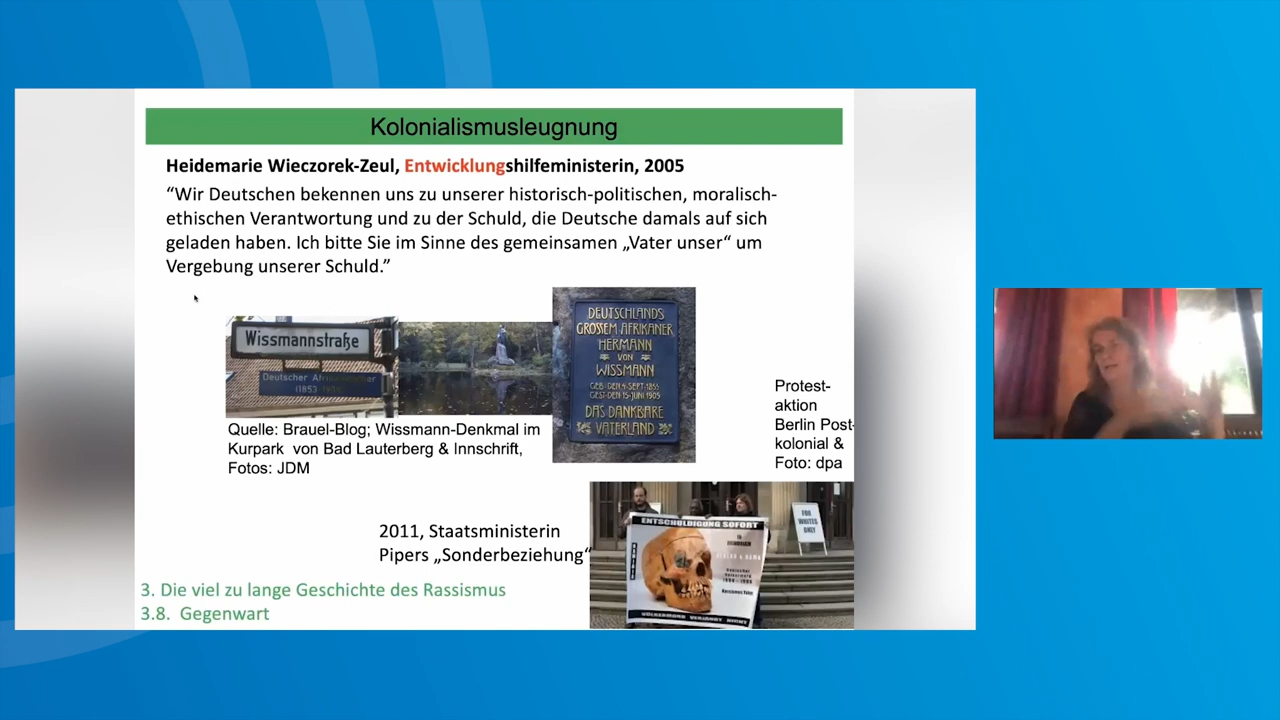 Kolonialismusleugnung
Heidemarie Wieczorek-Zeul, Entwicklungshilfeministerin, 2005
“Wir Deutschen bekennen uns zu unserer historisch-politischen, moralisch-
ethischen Verantwortung und zu der Schuld, die Deutsche damals auf sich
geladen haben. Ich bitte Sie im Sinne des gemeinsamen „Vater unser“ um
Vergebung unserer Schuld.”
Wissmannstraße
Deutscher
(1853
DEUTSCHLANDS
GROSSEM AFRIKANER
HERMANN
VON
WISSMANN
GEB·DEN 4·SEPT·1853
GEST·DEN 15·JUNI 1905
DAS DANKBARE
VATERLAND
Quelle: Brauel-Blog; Wissmann-Denkmal im
Kurpark von Bad Lauterberg & Innschrift,
Fotos: JDM
Protest-
aktion
Berlin Post-
kolonial &
Foto: dpa
2011, Staatsministerin
Pipers „Sonderbeziehung“
ENTSCHULDIGUNG SOFORT
FOR
WHITES
ONLY
3. Die viel zu lange Geschichte des Rassismus
3.8. Gegenwart